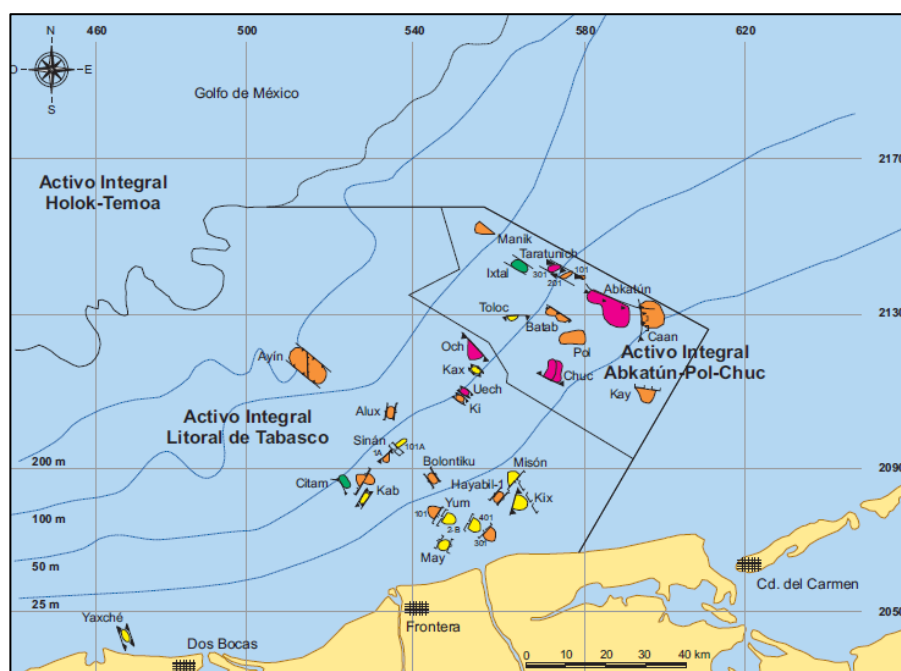 460 500 540 580 620
N
O E
S
Golfo de México
2170
Activo Integral
Holok-Temoa
Manik
Taratunich
Ixtal
301
101
201
Abkatún
Toloc
2130
Batab
Caan
Och
Pol
Activo Integral
Abkatún-Pol-Chuc
Ayín
Kax
Chuc
Uech
Kay
Ki
Alux
Activo Integral
Litoral de Tabasco
Sinán
101A
1A
200 m
Bolontiku
Misón
2090
Citam
Hayabil-1
Kab
Kix
Yum
101
100 m
2-B
401
301
May
50 m
Cd. del Carmen
25 m
2050
Yaxché
Frontera
Dos Bocas
0 10 20 30 40 km